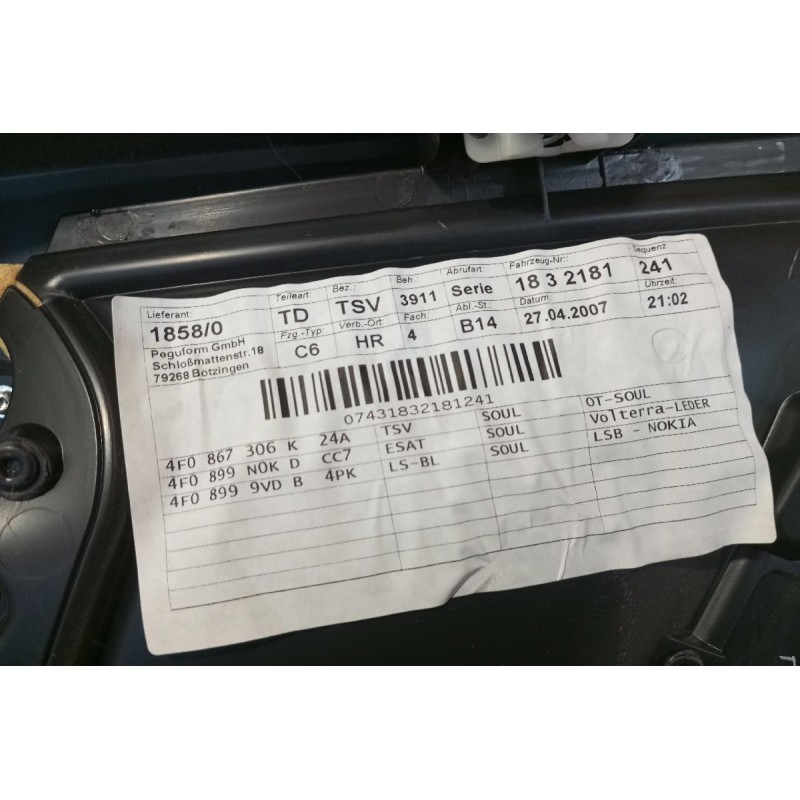 Lieferant: Teileart: Bez.: Beh.: Abrufart: Fahrzeug-Nr.: Sequenz
1858/0 TD TSV 3911 Serie 18 3 2181 241
Peguform GmbH Fzg.-Typ: Verb.-Ort: Fach Abl.-St.: Datum: Uhrzeit:
Schloßmattenstr.18 C6 HR 4 B14 27.04.2007 21:02
79268 Bötzingen
07431832181241
4F0 867 306 K 24A TSV SOUL OT-SOUL
4F0 899 N0K D CC7 ESAT SOUL Volterra-LEDER
4F0 899 9VD B 4PK LS-BL SOUL LSB - NOKIA